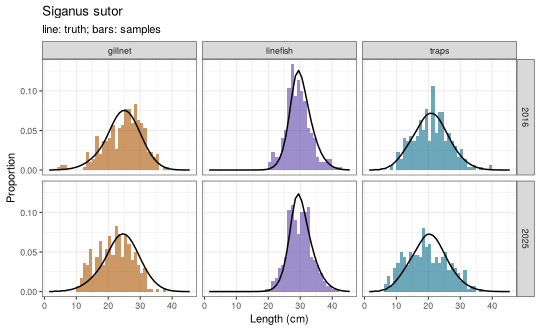 Siganus sutor
line: truth; bars: samples
gillnet linefish traps
0.10
0.05
0.00
2016
0.10
0.05
0.00
2025
0 10 20 30 40 0 10 20 30 40 0 10 20 30 40
Length (cm)
Proportion